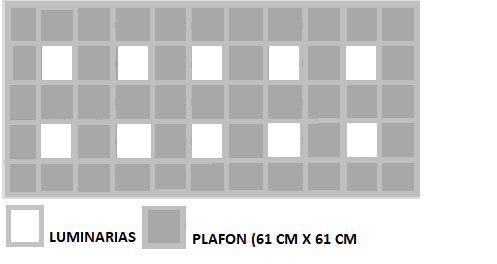 LUMINARIAS
PLAFON (61 CM X 61 CM